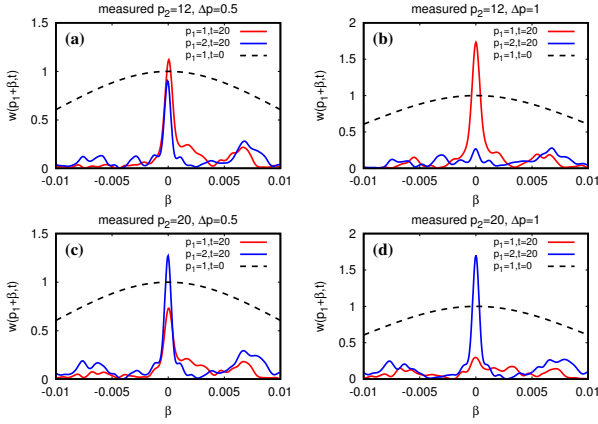 measured p₂=12, Δp=0.5
(a)
p₁=1,t=20
p₁=2,t=20
p₁=1,t=0
w(p₁+β,t)
1.5
1
0.5
0
-0.01 -0.005 0 0.005 0.01
β
measured p₂=12, Δp=1
(b)
p₁=1,t=20
p₁=2,t=20
p₁=1,t=0
w(p₁+β,t)
2
1.5
1
0.5
0
-0.01 -0.005 0 0.005 0.01
β
measured p₂=20, Δp=0.5
(c)
p₁=1,t=20
p₁=2,t=20
p₁=1,t=0
w(p₁+β,t)
1.5
1
0.5
0
-0.01 -0.005 0 0.005 0.01
β
measured p₂=20, Δp=1
(d)
p₁=1,t=20
p₁=2,t=20
p₁=1,t=0
w(p₁+β,t)
2
1.5
1
0.5
0
-0.01 -0.005 0 0.005 0.01
β